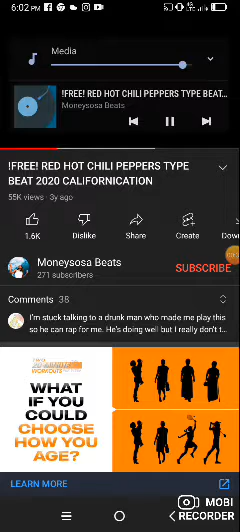 6:02 PM
Media
!FREE! RED HOT CHILI PEPPERS TYPE BEAT...
Moneysosa Beats
!FREE! RED HOT CHILI PEPPERS TYPE
BEAT 2020 CALIFORNICATION
55K views · 3y ago
1.6K Dislike Share Create Dow
Moneysosa Beats
271 subscribers
SUBSCRIBE
Comments 38
I'm stuck talking to a drunk man who made me play this
so he can rap for me. He's doing well but I really don't t...
WORKOUTS
WHAT
IF YOU
COULD
CHOOSE
HOW YOU
AGE?
LEARN MORE
MOBI
RECORDER